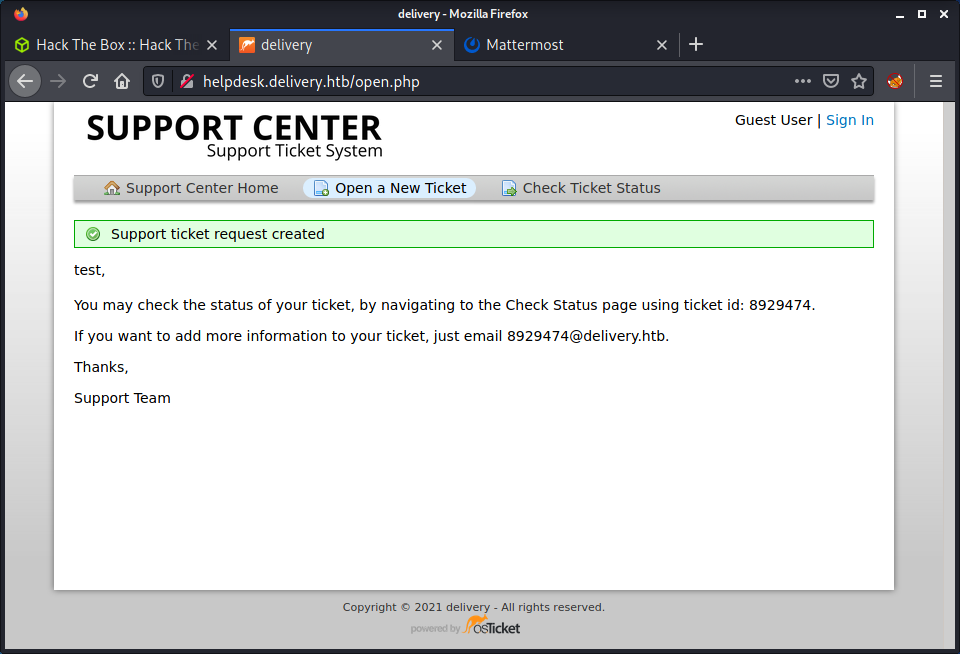 delivery - Mozilla Firefox
Hack The Box :: Hack The
delivery
Mattermost
helpdesk.delivery.htb/open.php
SUPPORT CENTER
Support Ticket System
Guest User | Sign In
Support Center Home
Open a New Ticket
Check Ticket Status
Support ticket request created
test,
You may check the status of your ticket, by navigating to the Check Status page using ticket id: 8929474.
If you want to add more information to your ticket, just email 8929474@delivery.htb.
Thanks,
Support Team
Copyright © 2021 delivery - All rights reserved.
powered by osTicket